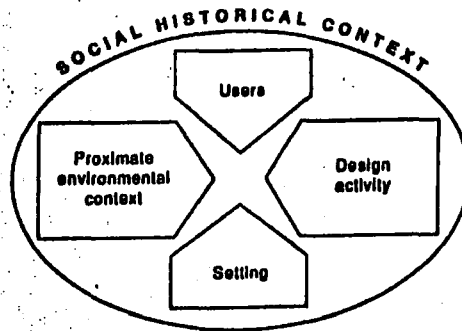 SOCIAL HISTORICAL CONTEXT
Users
Proximate
environmental
context
Design
activity
Setting